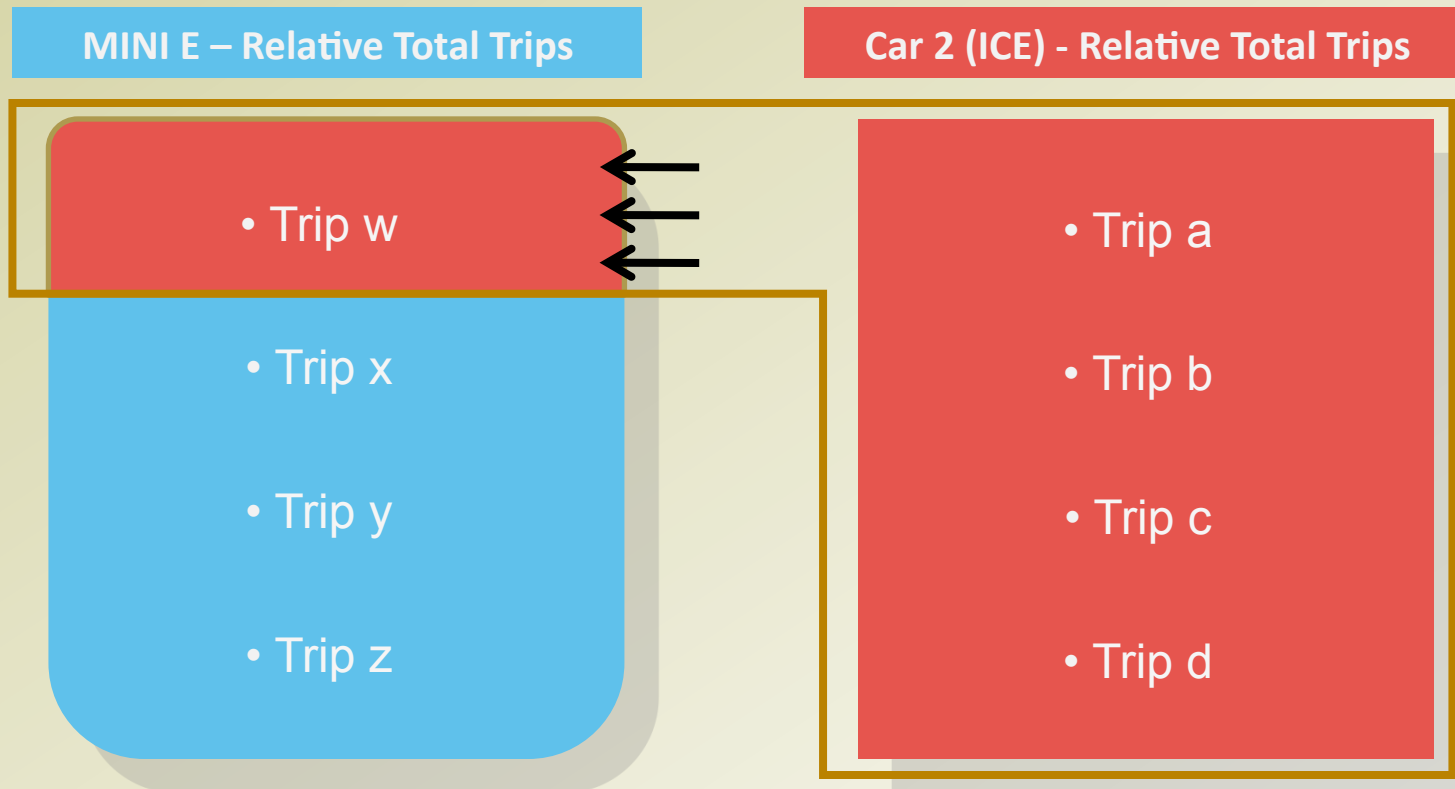 MINI E – Relative Total Trips
• Trip w
• Trip x
• Trip y
• Trip z
Car 2 (ICE) - Relative Total Trips
• Trip a
• Trip b
• Trip c
• Trip d